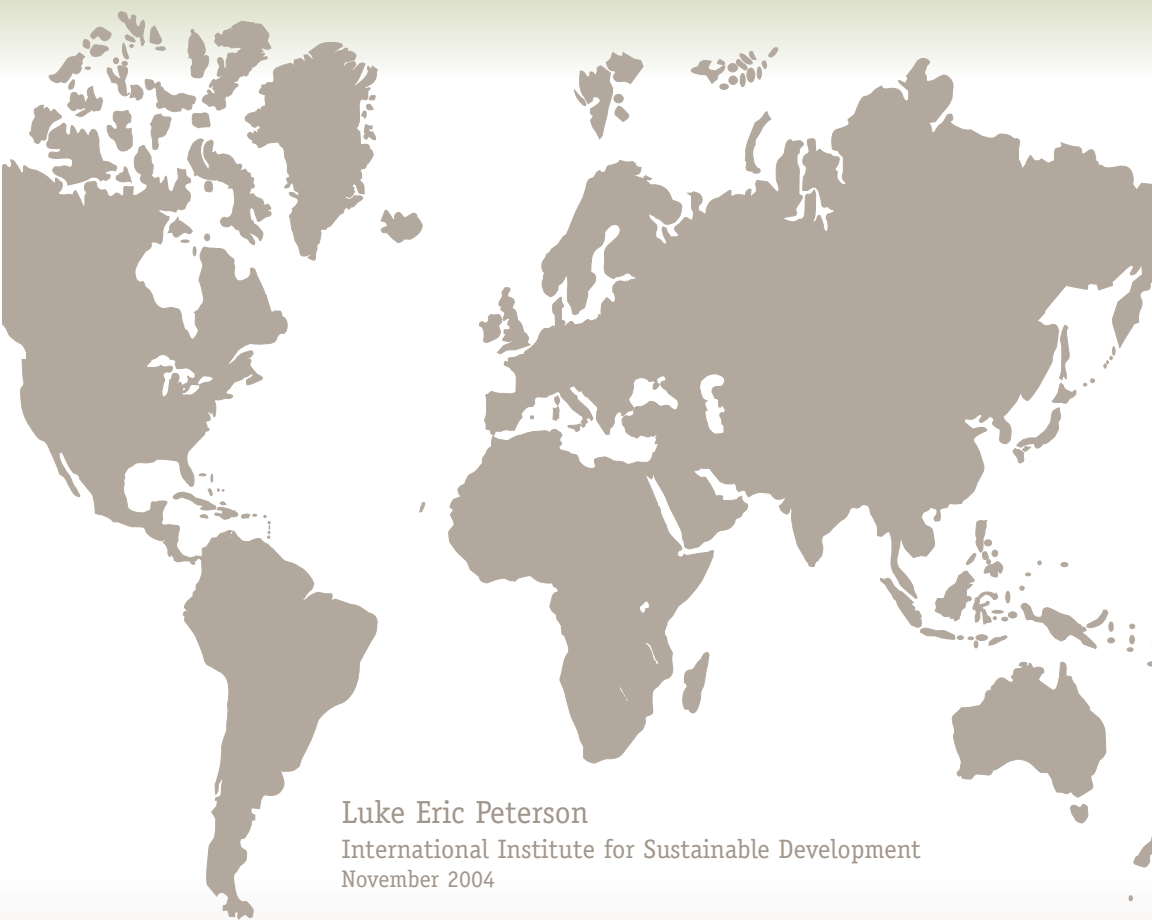 Luke Eric Peterson
International Institute for Sustainable Development
November 2004